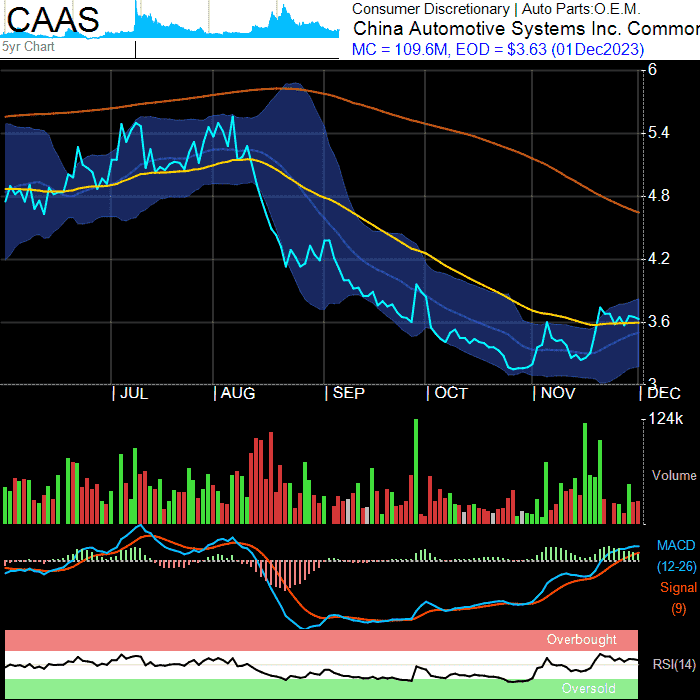 CAAS
5yr Chart
Consumer Discretionary | Auto Parts:O.E.M.
China Automotive Systems Inc. Common
MC = 109.6M, EOD = $3.63 (01Dec2023)
6
5.4
4.8
4.2
3.6
3
JUL
AUG
SEP
OCT
NOV
DEC
124k
Volume
MACD
(12-26)
Signal
(9)
Overbought
RSI(14)
Oversold